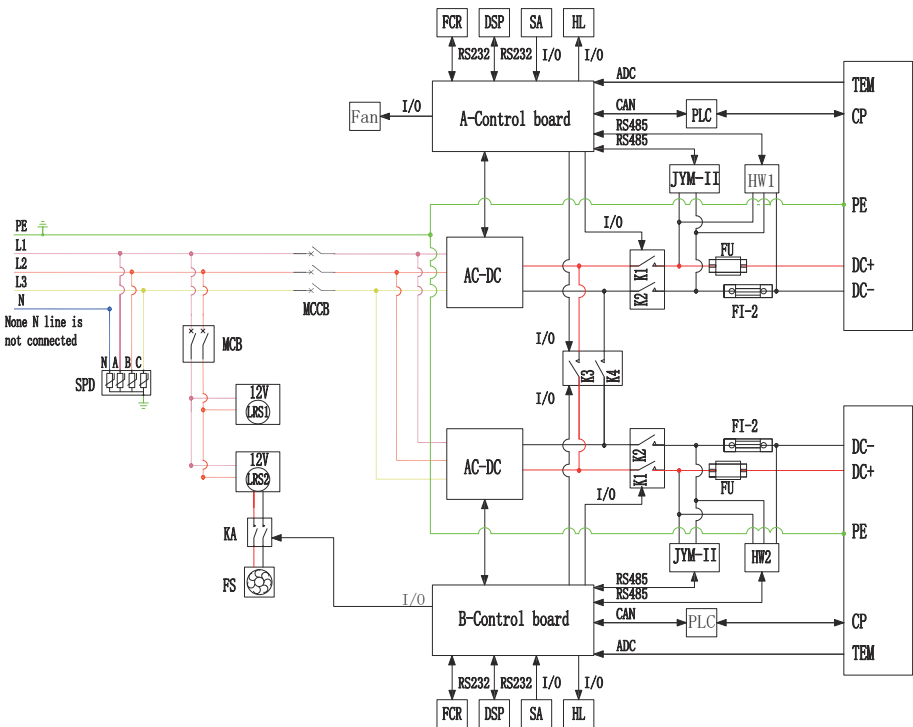 FCR DSP SA HL
RS232 RS232 I/O I/O
ADC
TEM
Fan
I/O
A-Control board
CAN
PLC
CP
RS485
RS485
JYM-II
HW1
PE
I/O
PE
L1
L2
L3
N
None N line is
not connected
MCCB
AC-DC
K1
K2
FU
DC+
DC-
FI-2
MCB
N A B C
SPD
I/O
K3
K4
I/O
12V
LRS1
12V
LRS2
AC-DC
K2
K1
FI-2
FU
DC-
DC+
I/O
KA
FS
PE
JYM-II
HW2
I/O
B-Control board
RS485
RS485
CAN
PLC
CP
ADC
TEM
RS232 RS232 I/O I/O
FCR DSP SA HL